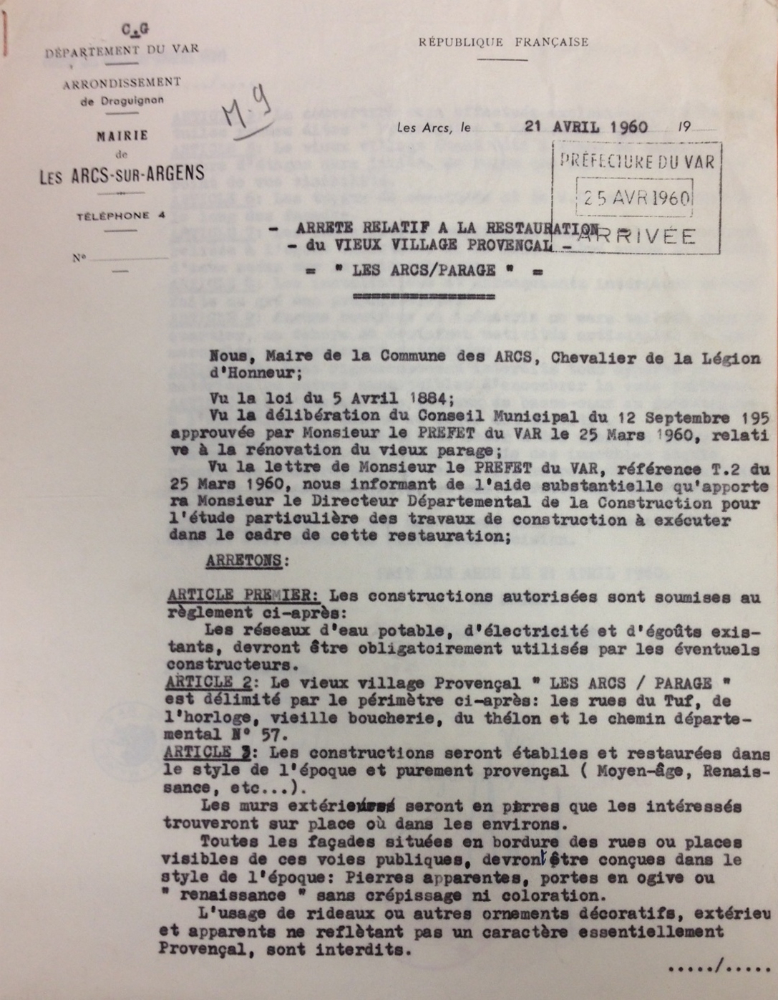 C.G
DÉPARTEMENT DU VAR
RÉPUBLIQUE FRANÇAISE
ARRONDISSEMENT
de Draguignan
M.g
MAIRIE
de
LES ARCS-SUR-ARGENS
TÉLÉPHONE 4
N°
Les Arcs, le 21 AVRIL 1960 19
PRÉFECTURE DU VAR
25 AVR 1960
ARRIVÉE
- ARRETE RELATIF A LA RESTAURATION -
- du VIEUX VILLAGE PROVENCAL -
= " LES ARCS/PARAGE " =
==================
Nous, Maire de la Commune des ARCS, Chevalier de la Légion
d'Honneur;
Vu la loi du 5 Avril 1884;
Vu la délibération du Conseil Municipal du 12 Septembre 195
approuvée par Monsieur le PREFET du VAR le 25 Mars 1960, relati
ve à la rénovation du vieux parage;
Vu la lettre de Monsieur le PREFET du VAR, référence T.2 du
25 Mars 1960, nous informant de l'aide substantielle qu'apporte
ra Monsieur le Directeur Départemental de la Construction pour
l'étude particulière des travaux de construction à exécuter
dans le cadre de cette restauration;
ARRETONS:
ARTICLE PREMIER: Les constructions autorisées sont soumises au
règlement ci-après:
Les réseaux d'eau potable, d'électricité et d'égoûts exis-
tants, devront être obligatoirement utilisés par les éventuels
constructeurs.
ARTICLE 2: Le vieux village Provençal " LES ARCS / PARAGE "
est délimité par le périmètre ci-après: les rues du Tuf, de
l'horloge, vieille boucherie, du thélon et le chemin départe-
mental N° 57.
ARTICLE 3: Les constructions seront établies et restaurées dans
le style de l'époque et purement provençal ( Moyen-âge, Renais-
sance, etc...).
Les murs extérieurs seront en pierres que les intéressés
trouveront sur place où dans les environs.
Toutes les façades situées en bordure des rues ou places
visibles de ces voies publiques, devront être conçues dans le
style de l'époque: Pierres apparentes, portes en ogive ou
" renaissance " sans crépissage ni coloration.
L'usage de rideaux ou autres ornements décoratifs, extérieu
et apparents ne reflètant pas un caractère essentiellement
Provençal, sont interdits.
...../.....